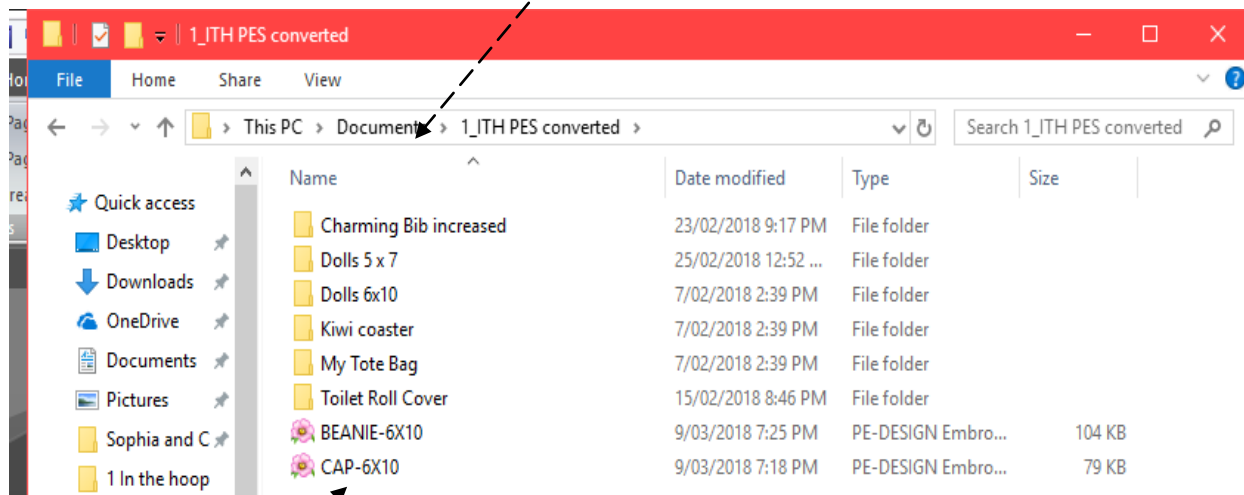 1_ITH PES converted
File Home Share View
This PC > Documents > 1_ITH PES converted > Search 1_ITH PES converted
Name Date modified Type Size
Quick access
Desktop
Downloads
OneDrive
Documents
Pictures
Sophia and C
1 In the hoop
Charming Bib increased 23/02/2018 9:17 PM File folder
Dolls 5 x 7 25/02/2018 12:52 ... File folder
Dolls 6x10 7/02/2018 2:39 PM File folder
Kiwi coaster 7/02/2018 2:39 PM File folder
My Tote Bag 7/02/2018 2:39 PM File folder
Toilet Roll Cover 15/02/2018 8:46 PM File folder
BEANIE-6X10 9/03/2018 7:25 PM PE-DESIGN Embro... 104 KB
CAP-6X10 9/03/2018 7:18 PM PE-DESIGN Embro... 79 KB